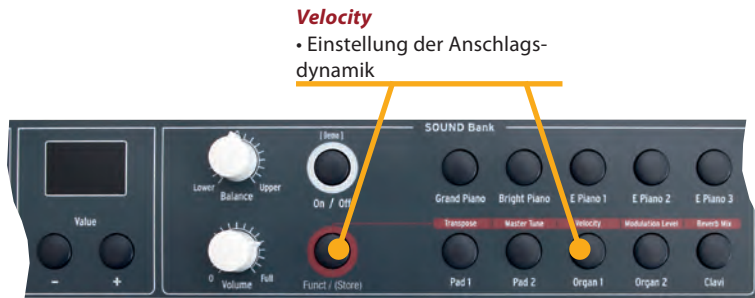 Velocity
• Einstellung der Anschlags-
dynamik
SOUND Bank
[ Demo ]
Lower Upper
Balance
On / Off
Grand Piano Bright Piano E Piano 1 E Piano 2 E Piano 3
Value
Transpose Master Tune Velocity Modulation Level Reverb Mix
- +
0 Full
Volume
Funct / (Store)
Pad 1 Pad 2 Organ 1 Organ 2 Clavi